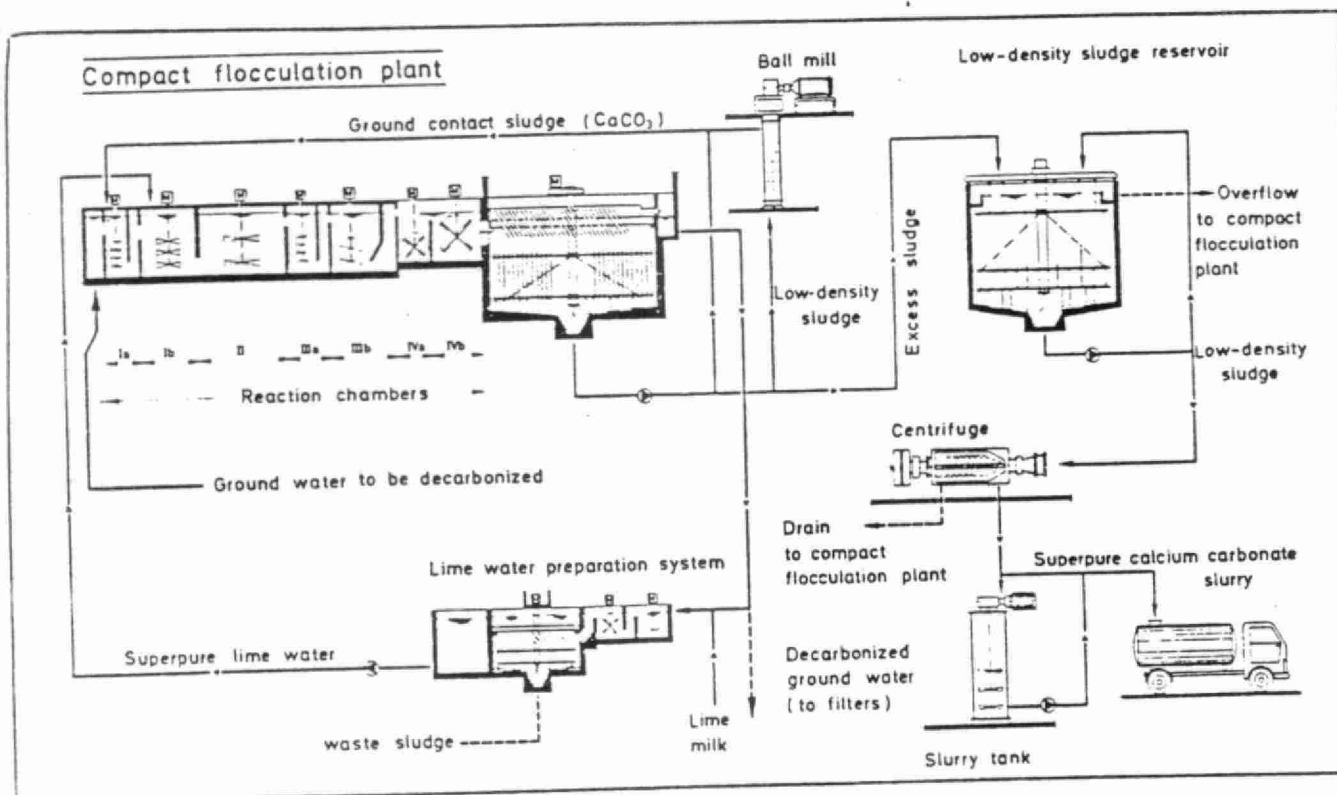 Compact flocculation plant
Ball mill
Low-density sludge reservoir
Ground contact sludge (CaCO₃)
M
M
M
M
M
M
M
M
Overflow
to compact
flocculation
plant
Low-density
sludge
Excess sludge
Low-density
sludge
Ia
Ib
II
IIIa
IIIb
IVa
IVb
Reaction chambers
Centrifuge
Ground water to be decarbonized
Drain
to compact
flocculation plant
Superpure calcium carbonate
slurry
Lime water preparation system
Superpure lime water
Decarbonized
ground water
(to filters)
Lime
milk
waste sludge
Slurry tank